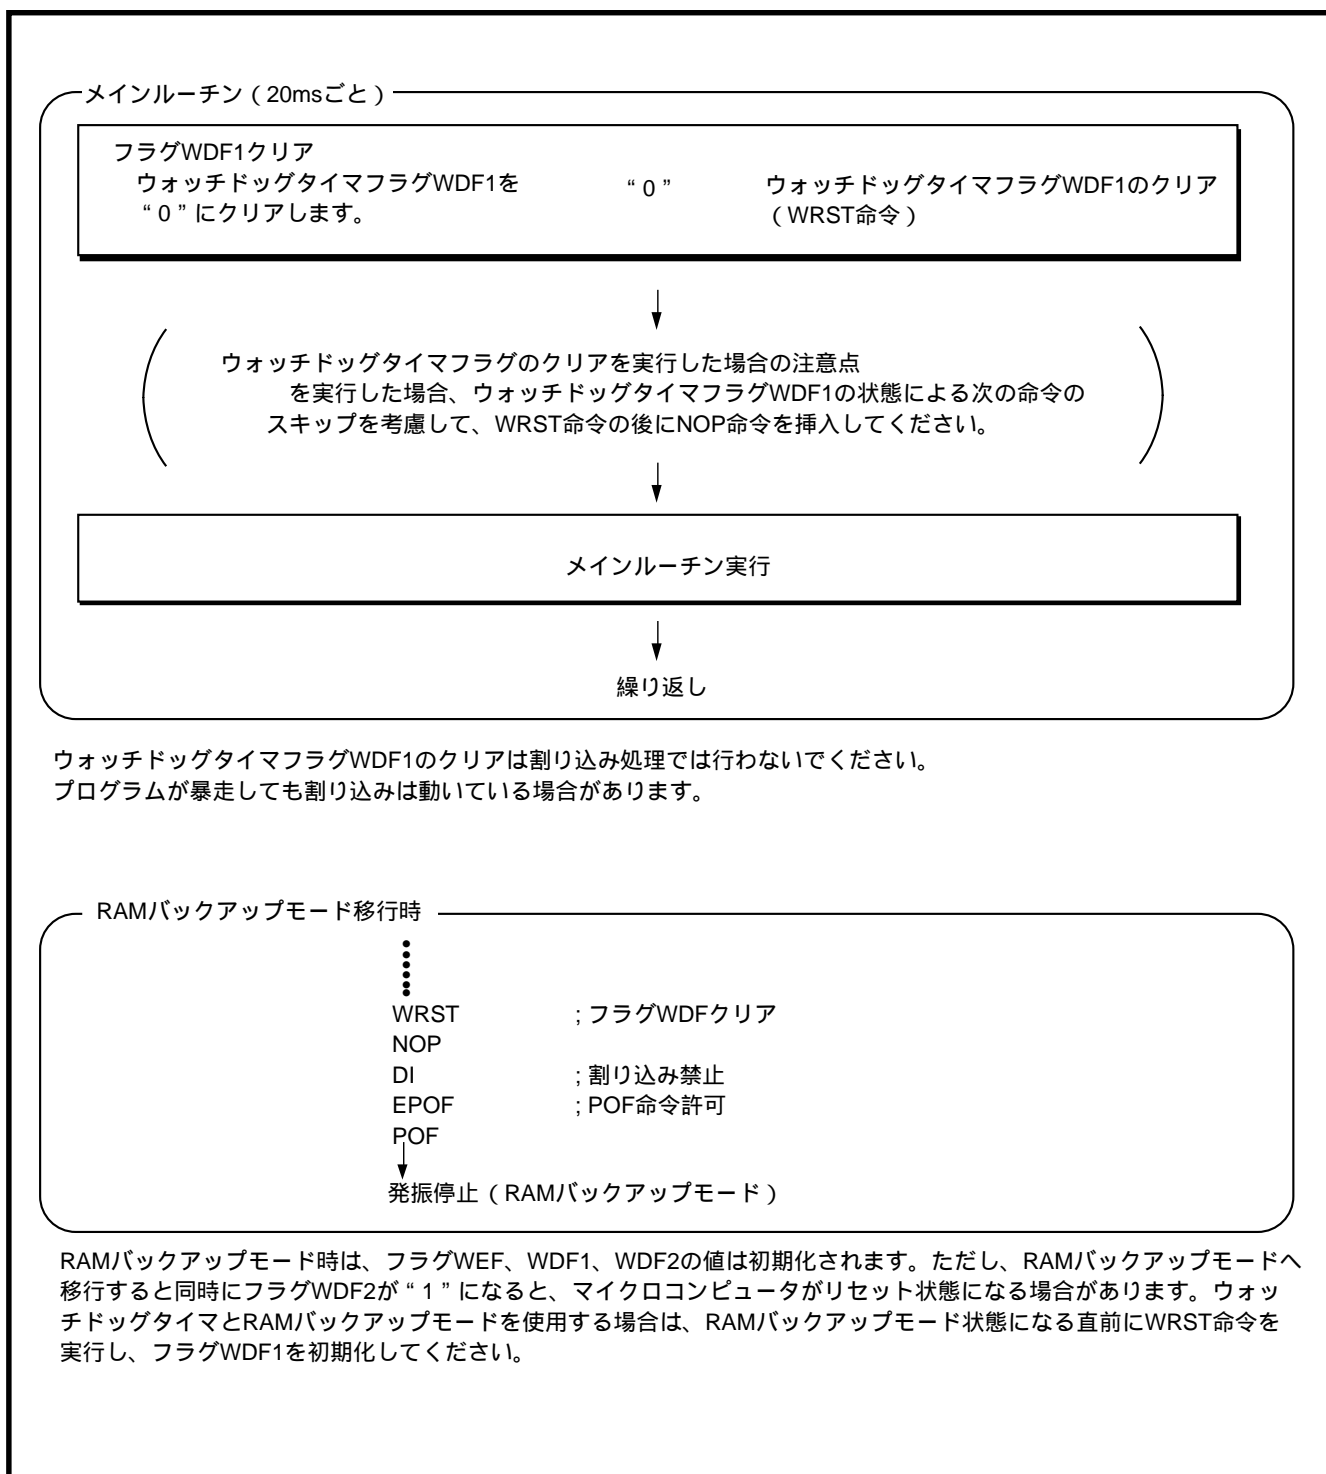 メインルーチン（20msごと）
フラグWDF1クリア
ウォッチドッグタイマフラグWDF1を “0” ウォッチドッグタイマフラグWDF1のクリア
“0”にクリアします。 （WRST命令）
ウォッチドッグタイマフラグのクリアを実行した場合の注意点
を実行した場合、ウォッチドッグタイマフラグWDF1の状態による次の命令の
スキップを考慮して、WRST命令の後にNOP命令を挿入してください。
メインルーチン実行
繰り返し
ウォッチドッグタイマフラグWDF1のクリアは割り込み処理では行わないでください。
プログラムが暴走しても割り込みは動いている場合があります。
RAMバックアップモード移行時
WRST ; フラグWDFクリア
NOP
DI ; 割り込み禁止
EPOF ; POF命令許可
POF
発振停止（RAMバックアップモード）
RAMバックアップモード時は、フラグWEF、WDF1、WDF2の値は初期化されます。ただし、RAMバックアップモードへ
移行すると同時にフラグWDF2が“1”になると、マイクロコンピュータがリセット状態になる場合があります。ウォッ
チドッグタイマとRAMバックアップモードを使用する場合は、RAMバックアップモード状態になる直前にWRST命令を
実行し、フラグWDF1を初期化してください。